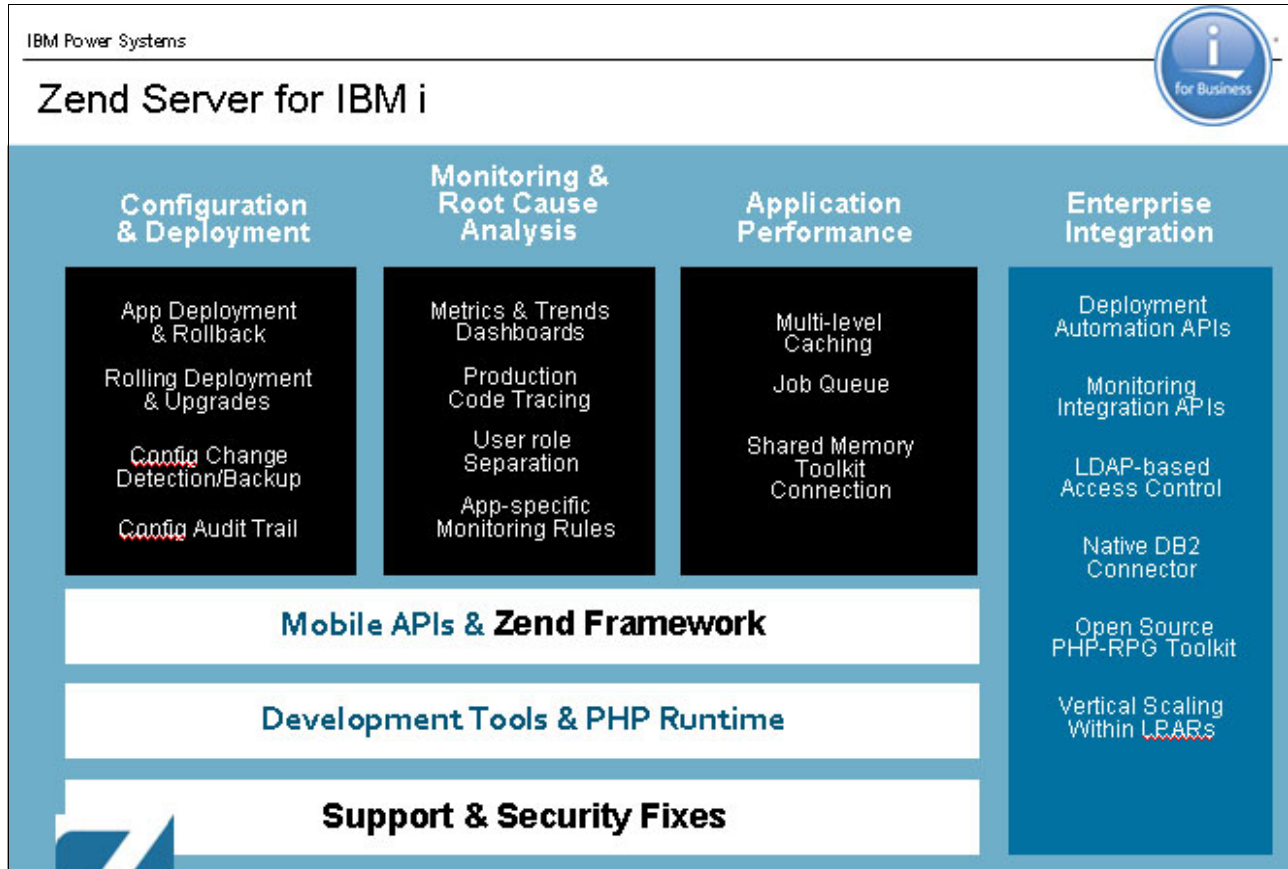 IBM Power Systems
i
for Business
Zend Server for IBM i
Configuration
& Deployment
App Deployment
& Rollback
Rolling Deployment
& Upgrades
Config Change
Detection/Backup
Config Audit Trail
Monitoring &
Root Cause
Analysis
Metrics & Trends
Dashboards
Production
Code Tracing
User role
Separation
App-specific
Monitoring Rules
Application
Performance
Multi-level
Caching
Job Queue
Shared Memory
Toolkit
Connection
Enterprise
Integration
Deployment
Automation APIs
Monitoring
Integration APIs
LDAP-based
Access Control
Native DB2
Connector
Open Source
PHP-RPG Toolkit
Vertical Scaling
Within LPARs
Mobile APIs & Zend Framework
Development Tools & PHP Runtime
Support & Security Fixes